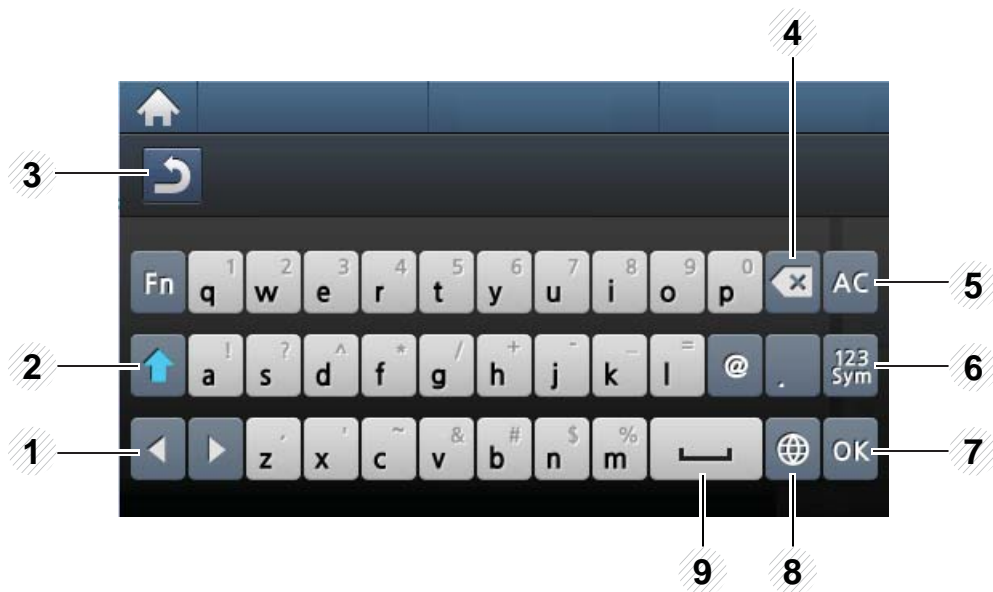 4
3
Fn q 1 w 2 e 3 r 4 t 5 y 6 u 7 i 8 o 9 p 0 AC 5
2 a ! s ? d ^ f * g / h + j - k _ l = @ . 123 Sym 6
1 z ´ x ' c ~ v & b # n $ m % OK 7
9 8